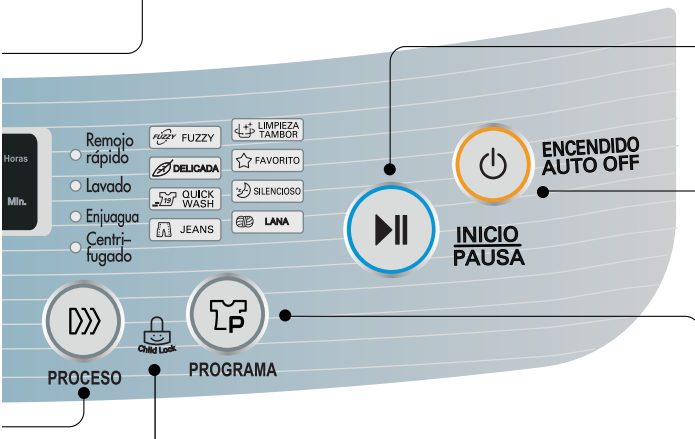 Horas
Min.
Remojo
rápido
Lavado
Enjuague
Centri-
fugado
FUZZY FUZZY
DELICADA
19 QUICK
WASH
JEANS
LIMPIEZA
TAMBOR
FAVORITO
SILENCIOSO
LANA
ENCENDIDO
AUTO OFF
INICIO
PAUSA
PROCESO
Child Lock
P
PROGRAMA